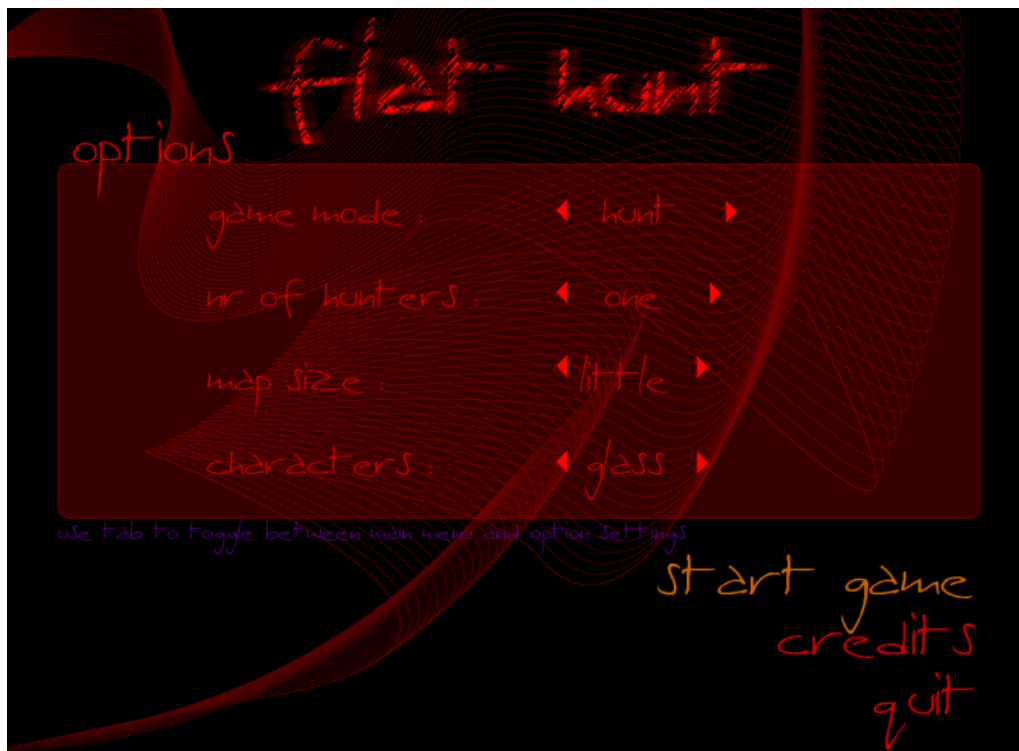 flat hunt
options
game mode : hunt
nr of hunters : one
map size : little
characters : glass
use tab to toggle between main menu and option settings
start game
credits
quit